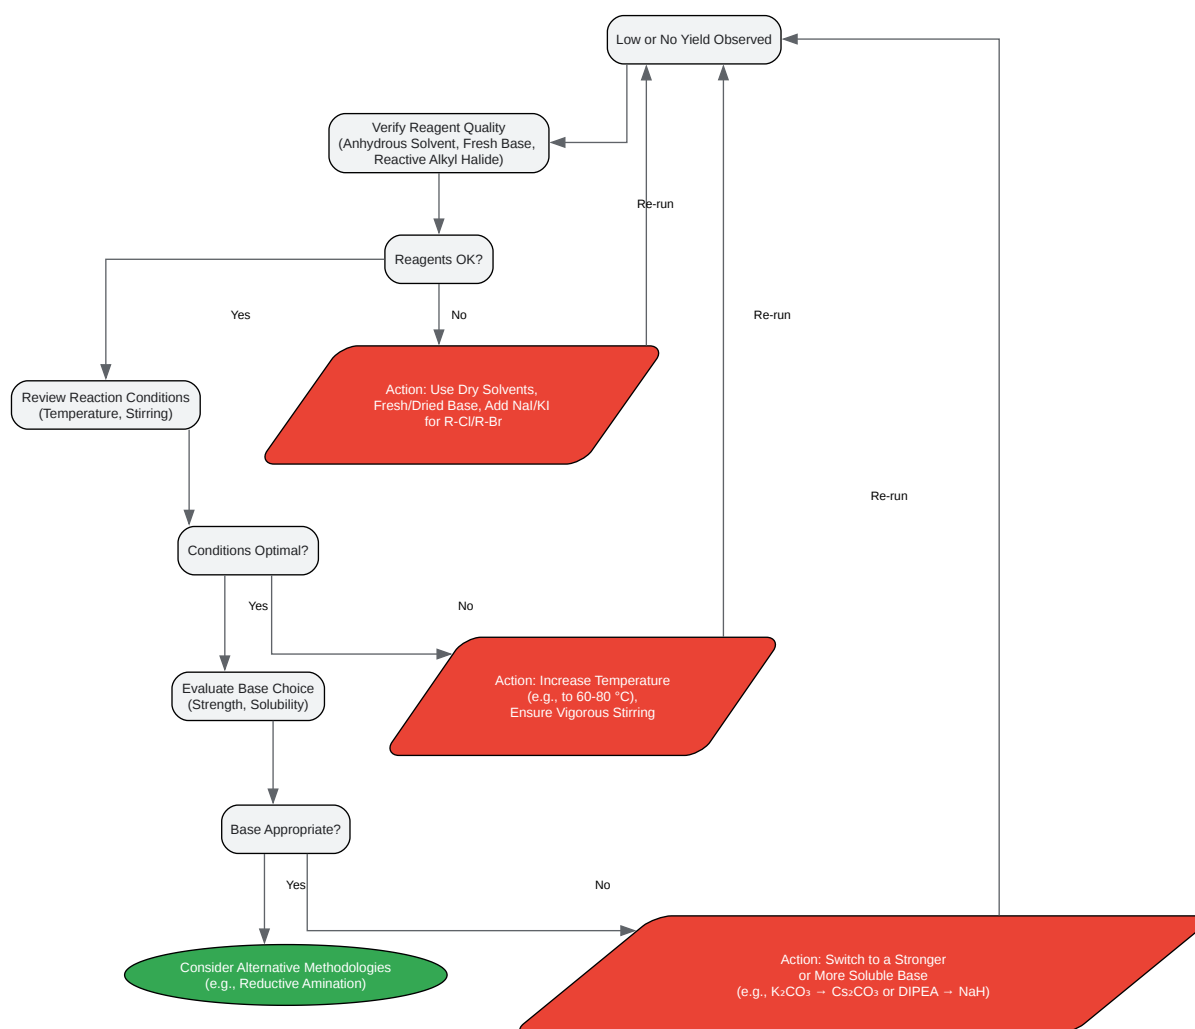 Low or No Yield Observed
Verify Reagent Quality
(Anhydrous Solvent, Fresh Base,
Reactive Alkyl Halide)
Re-run
Reagents OK?
Yes
No
Re-run
Action: Use Dry Solvents,
Fresh/Dried Base, Add NaI/KI
for R-Cl/R-Br
Review Reaction Conditions
(Temperature, Stirring)
Re-run
Conditions Optimal?
Yes
No
Evaluate Base Choice
(Strength, Solubility)
Action: Increase Temperature
(e.g., to 60-80 °C),
Ensure Vigorous Stirring
Base Appropriate?
Yes
No
Consider Alternative Methodologies
(e.g., Reductive Amination)
Action: Switch to a Stronger
or More Soluble Base
(e.g., K₂CO₃ → Cs₂CO₃ or DIPEA → NaH)